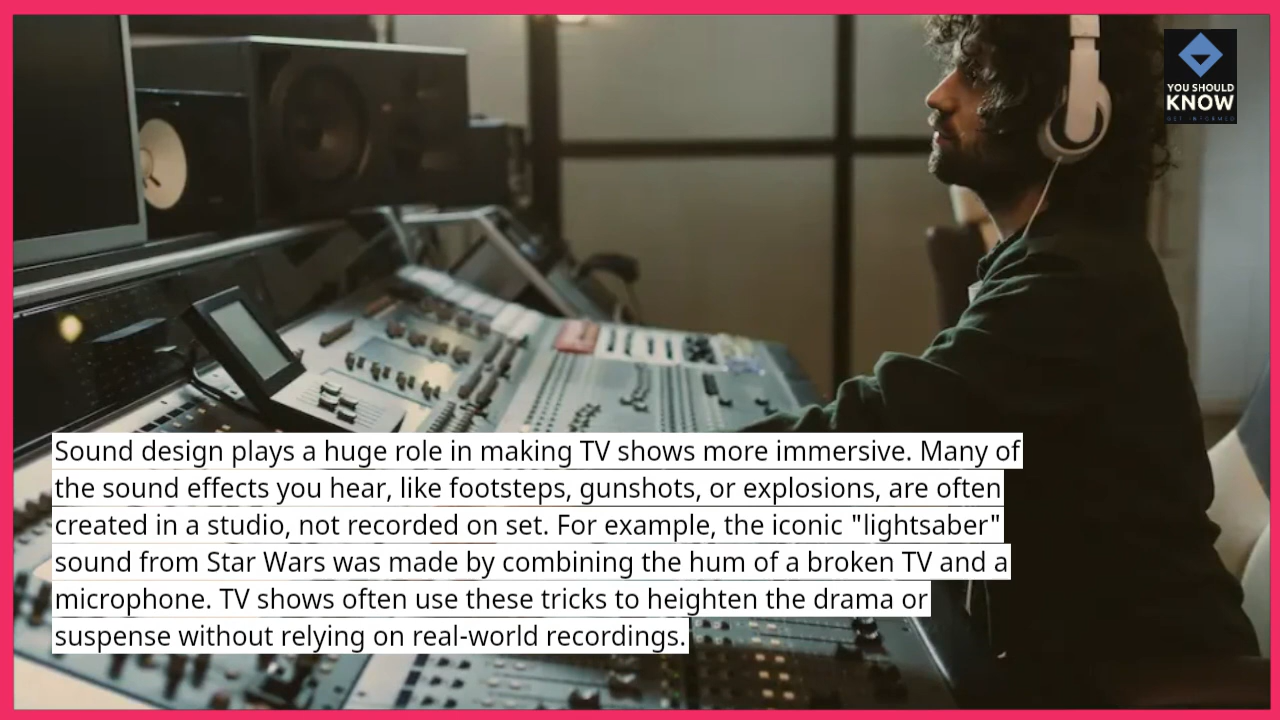 YOU SHOULD
KNOW
GET INFORMED
Sound design plays a huge role in making TV shows more immersive. Many of
the sound effects you hear, like footsteps, gunshots, or explosions, are often
created in a studio, not recorded on set. For example, the iconic "lightsaber"
sound from Star Wars was made by combining the hum of a broken TV and a
microphone. TV shows often use these tricks to heighten the drama or
suspense without relying on real-world recordings.